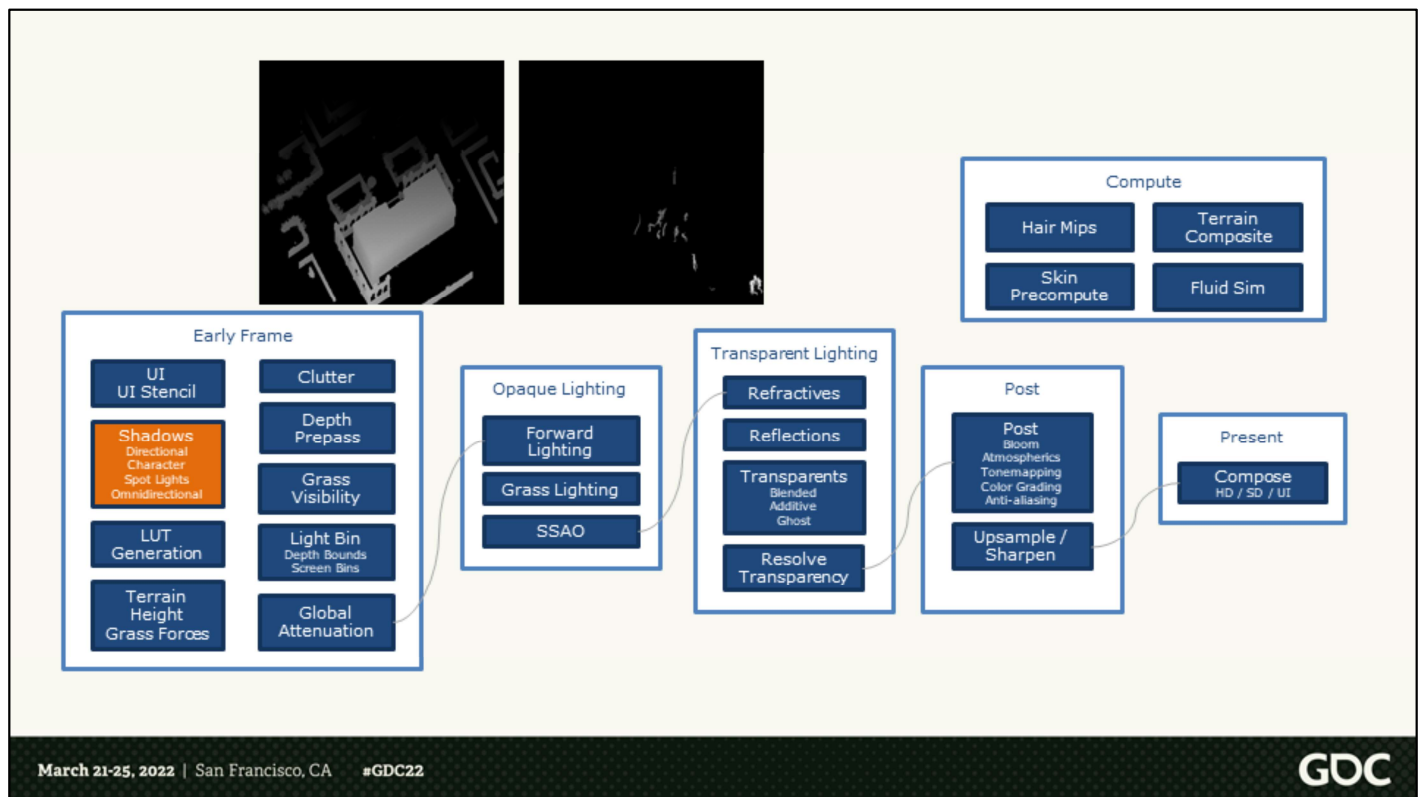 Compute
Hair Mips
Terrain
Composite
Skin
Precompute
Fluid Sim
Early Frame
UI
UI Stencil
Shadows
Directional
Character
Spot Lights
Omnidirectional
LUT
Generation
Terrain
Height
Grass Forces
Clutter
Depth
Prepass
Grass
Visibility
Light Bin
Depth Bounds
Screen Bins
Global
Attenuation
Opaque Lighting
Forward
Lighting
Grass Lighting
SSAO
Transparent Lighting
Refractives
Reflections
Transparents
Blended
Additive
Ghost
Resolve
Transparency
Post
Post
Bloom
Atmospherics
Tonemapping
Color Grading
Anti-aliasing
Upsample /
Sharpen
Present
Compose
HD / SD / UI
March 21-25, 2022 | San Francisco, CA #GDC22
GDC